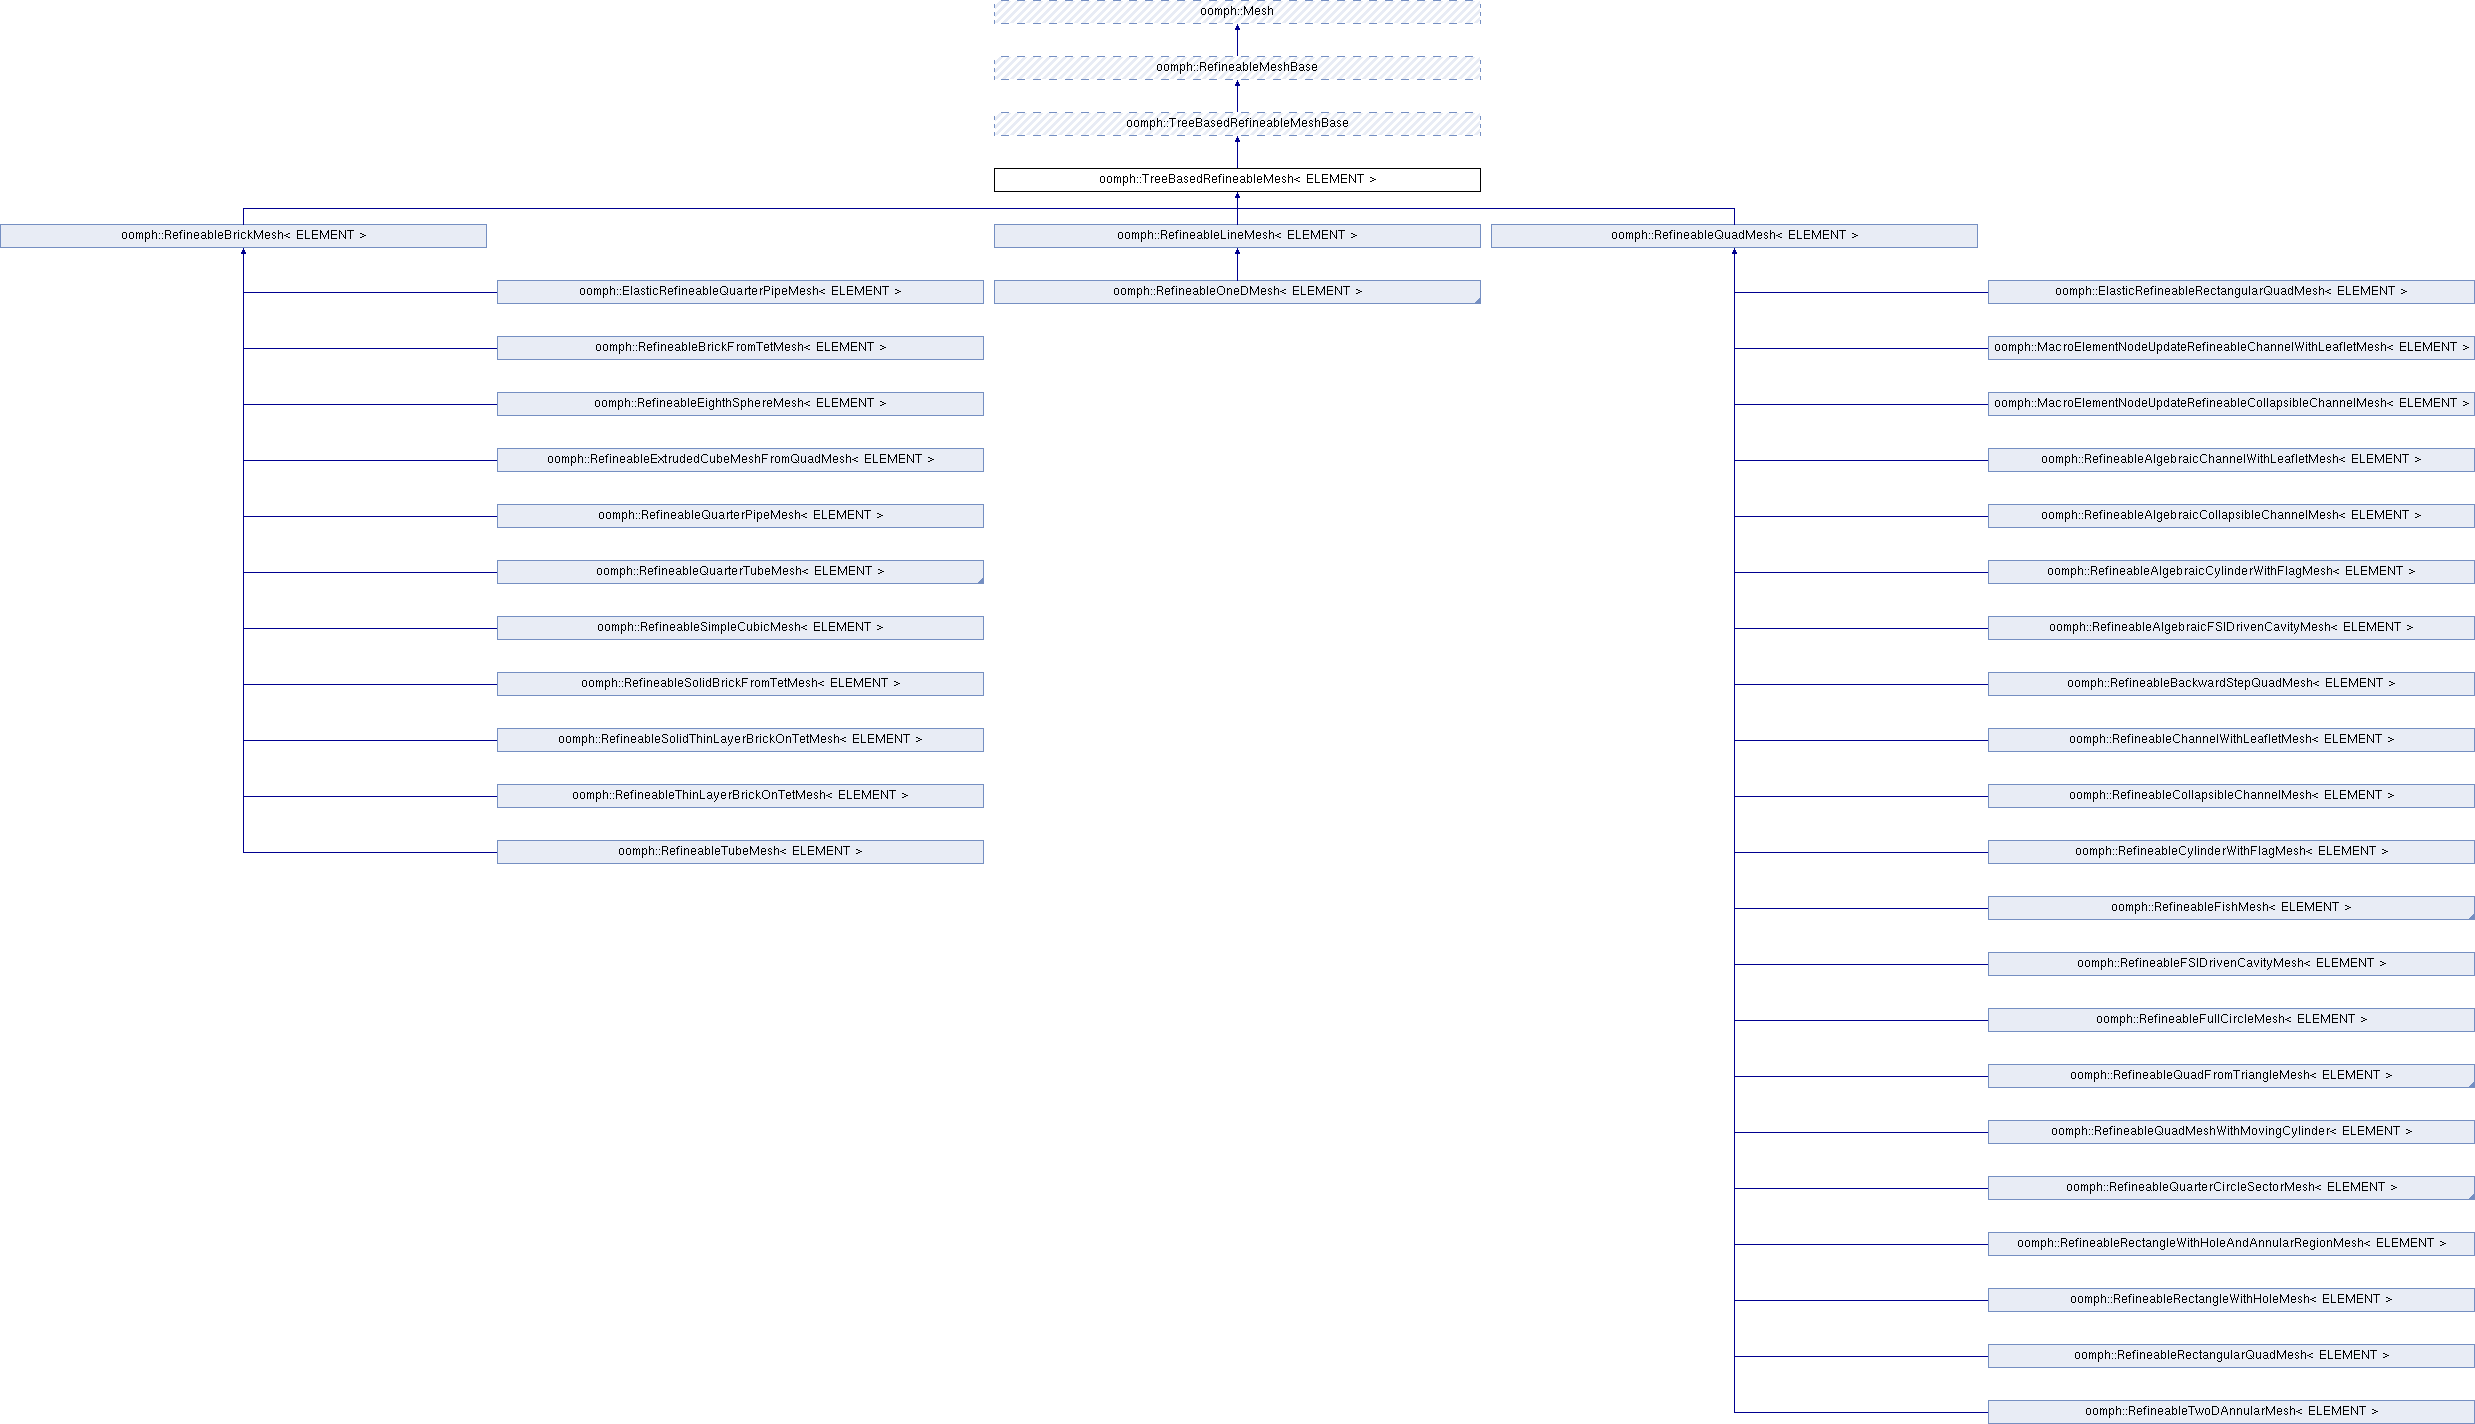 oomph::Mesh
oomph::RefineableMeshBase
oomph::TreeBasedRefineableMeshBase
oomph::TreeBasedRefineableMesh< ELEMENT >
oomph::RefineableBrickMesh< ELEMENT >
oomph::RefineableLineMesh< ELEMENT >
oomph::RefineableQuadMesh< ELEMENT >
oomph::ElasticRefineableQuarterPipeMesh< ELEMENT >
oomph::RefineableOneDMesh< ELEMENT >
oomph::ElasticRefineableRectangularQuadMesh< ELEMENT >
oomph::RefineableBrickFromTetMesh< ELEMENT >
oomph::MacroElementNodeUpdateRefineableChannelWithLeafletMesh< ELEMENT >
oomph::RefineableEighthSphereMesh< ELEMENT >
oomph::MacroElementNodeUpdateRefineableCollapsibleChannelMesh< ELEMENT >
oomph::RefineableExtrudedCubeMeshFromQuadMesh< ELEMENT >
oomph::RefineableAlgebraicChannelWithLeafletMesh< ELEMENT >
oomph::RefineableQuarterPipeMesh< ELEMENT >
oomph::RefineableAlgebraicCollapsibleChannelMesh< ELEMENT >
oomph::RefineableQuarterTubeMesh< ELEMENT >
oomph::RefineableAlgebraicCylinderWithFlagMesh< ELEMENT >
oomph::RefineableSimpleCubicMesh< ELEMENT >
oomph::RefineableAlgebraicFSIDrivenCavityMesh< ELEMENT >
oomph::RefineableSolidBrickFromTetMesh< ELEMENT >
oomph::RefineableBackwardStepQuadMesh< ELEMENT >
oomph::RefineableSolidThinLayerBrickOnTetMesh< ELEMENT >
oomph::RefineableChannelWithLeafletMesh< ELEMENT >
oomph::RefineableThinLayerBrickOnTetMesh< ELEMENT >
oomph::RefineableCollapsibleChannelMesh< ELEMENT >
oomph::RefineableTubeMesh< ELEMENT >
oomph::RefineableCylinderWithFlagMesh< ELEMENT >
oomph::RefineableFishMesh< ELEMENT >
oomph::RefineableFSIDrivenCavityMesh< ELEMENT >
oomph::RefineableFullCircleMesh< ELEMENT >
oomph::RefineableQuadFromTriangleMesh< ELEMENT >
oomph::RefineableQuadMeshWithMovingCylinder< ELEMENT >
oomph::RefineableQuarterCircleSectorMesh< ELEMENT >
oomph::RefineableRectangleWithHoleAndAnnularRegionMesh< ELEMENT >
oomph::RefineableRectangleWithHoleMesh< ELEMENT >
oomph::RefineableRectangularQuadMesh< ELEMENT >
oomph::RefineableTwoDAnnularMesh< ELEMENT >